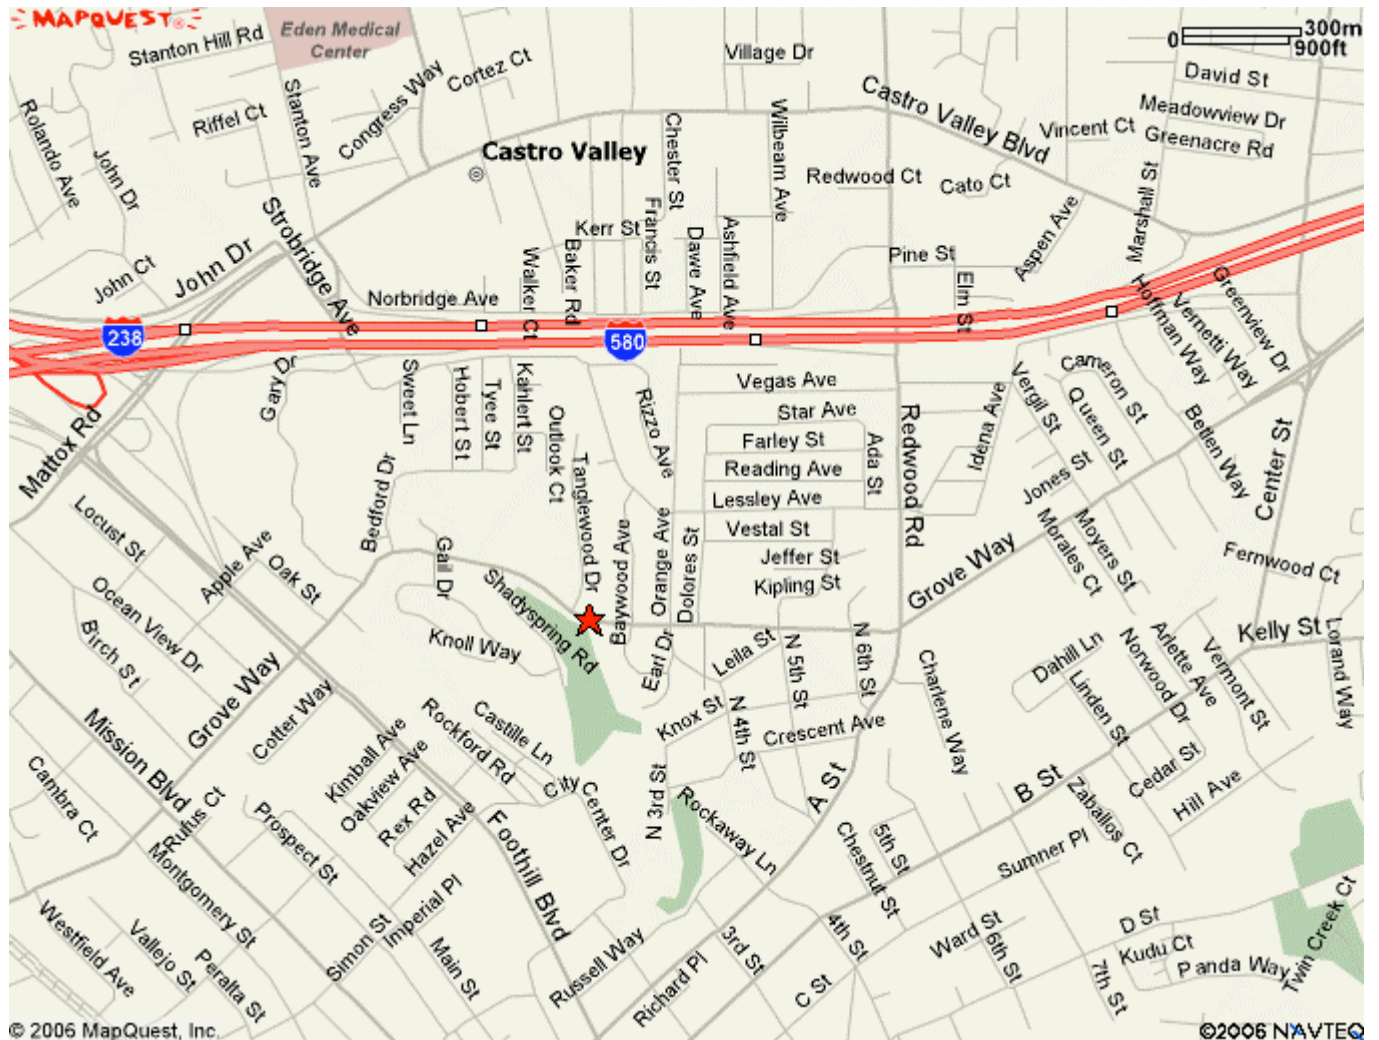 MAPQUEST
300m
0
900ft
Eden Medical
Center
Stanton Hill Rd
Village Dr
Cortez Ct
David St
Congress Way
Castro Valley Blvd
Meadowview Dr
Rolando Ave
Riffel Ct
Stanton Ave
Chester St
Wilbeam Ave
Vincent Ct
Greenacre Rd
Castro Valley
John Dr
Redwood Ct
Cato Ct
Marshall St
Strobridge Ave
Francis St
Kerr St
Dawe Ave
Ashfield Ave
Aspen Ave
John Dr
John Ct
Walker Ct
Baker Rd
Pine St
Elm St
Norbridge Ave
Hoffman Way
Vernetti Way
Greenview Dr
238
580
Gary Dr
Sweet Ln
Hobert St
Tyee St
Kahlert St
Outlook Ct
Rizzo Ave
Vegas Ave
Star Ave
Redwood Rd
Idena Ave
Vergil St
Cameron St
Queen St
Betlen Way
Mattox Rd
Farley St
Ada St
Tanglewood Dr
Reading Ave
Jones St
Center St
Bedford Dr
Lessley Ave
Locust St
Vestal St
Morales Ct
Moyers St
Apple Ave
Oak St
Gail Dr
Baywood Ave
Orange Ave
Dolores St
Jeffer St
Kipling St
Grove Way
Fernwood Ct
Shadyspring Rd
Ocean View Dr
Birch St
Knoll Way
Earl Dr
Leila St
N 5th St
N 6th St
Charlene Way
Dahill Ln
Norwood Dr
Arlette Ave
Vermont St
Kelly St
Lorand Way
Grove Way
Cotter Way
Linden St
Knox St
N 4th St
Crescent Ave
Mission Blvd
Kimball Ave
Rockford Rd
Castille Ln
Oakview Ave
Cambra Ct
Rufus Ct
Rex Rd
City Center Dr
N 3rd St
Rockaway Ln
A St
B St
Cedar St
Hill Ave
Zaballos Ct
Prospect St
Hazel Ave
Foothill Blvd
Chestnut St
5th St
Sumner Pl
Montgomery St
Imperial Pl
Westfield Ave
Vallejo St
Peralta St
Simon St
Main St
Russell Way
Richard Pl
3rd St
4th St
C St
Ward St
6th St
D St
Kudu Ct
7th St
Panda Way
Twin Creek Ct
© 2006 MapQuest, Inc.
©2006 NAVTEQ